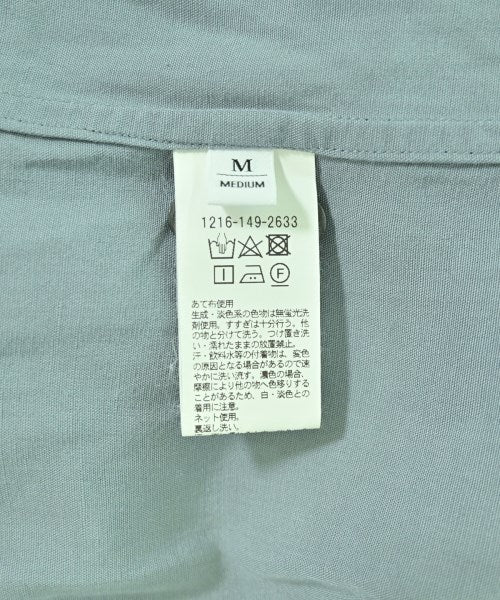 M
MEDIUM
1216-149-2633
F
あて布使用
生成・淡色系の色物は無蛍光洗
剤使用。すすぎは十分行う。他
の物と分けて洗う。つけ置き洗
い・濡れたままの放置禁止。
汗・飲料水等の付着物は、変色
の原因となる場合があるので速
やかに洗い流す。濃色の場合、
摩擦により他の物へ色移りする
ことがあるため、白・淡色との
着用に注意。
ネット使用。
裏返し洗い。